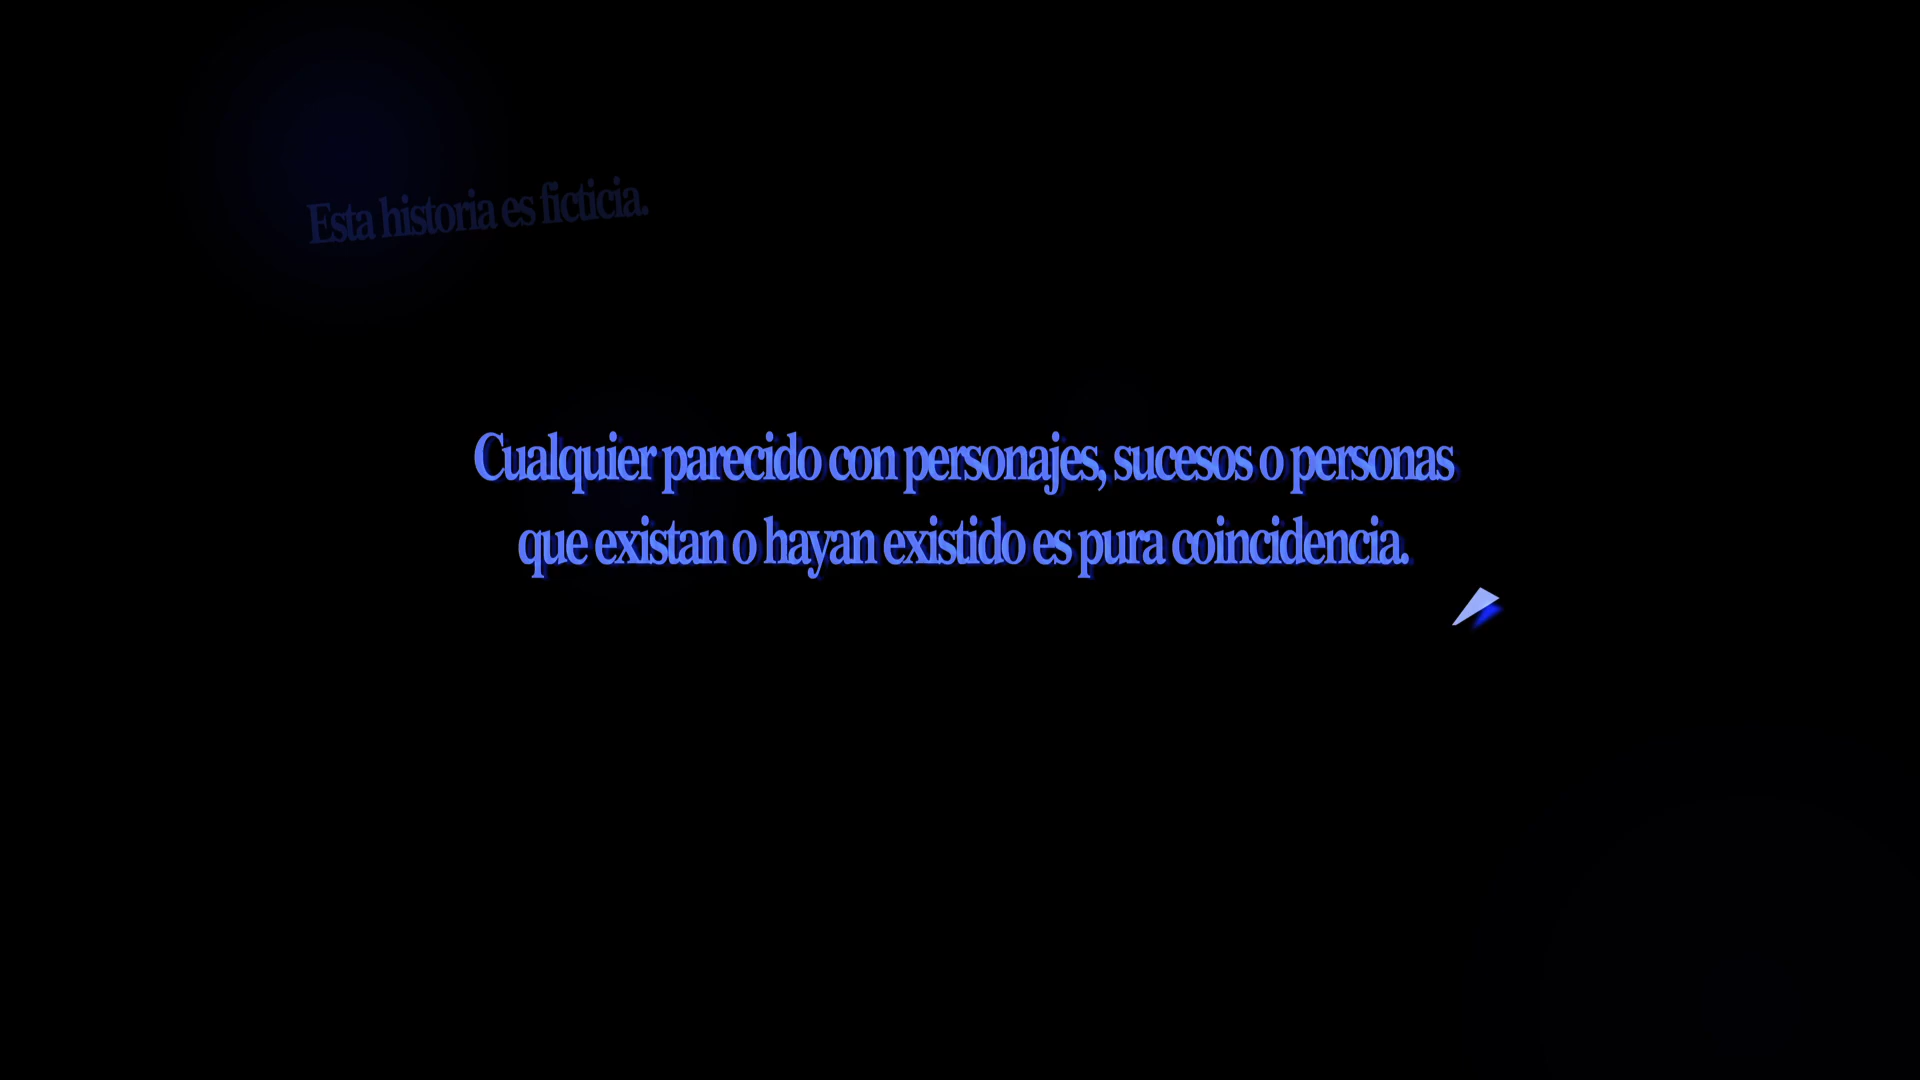 Esta historia es ficticia.
Cualquier parecido con personajes, sucesos o personas
que existan o hayan existido es pura coincidencia.